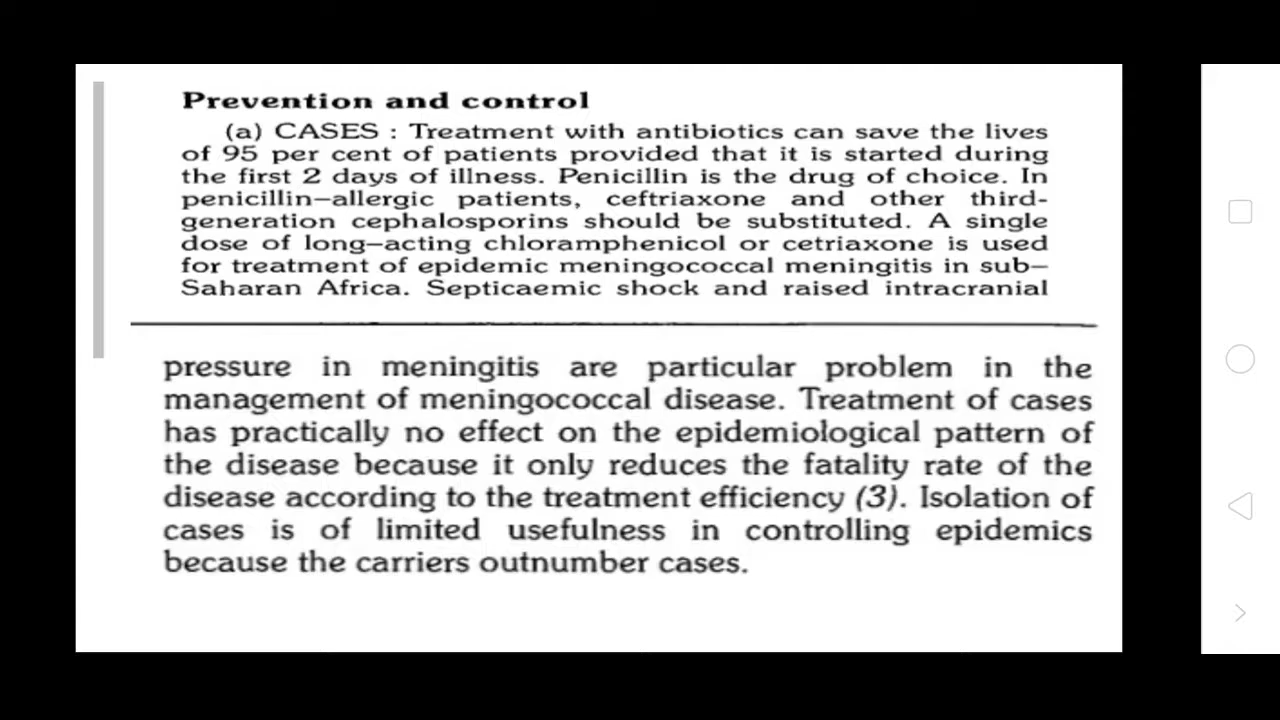 Prevention and control
(a) CASES : Treatment with antibiotics can save the lives
of 95 per cent of patients provided that it is started during
the first 2 days of illness. Penicillin is the drug of choice. In
penicillin–allergic patients, ceftriaxone and other third-
generation cephalosporins should be substituted. A single
dose of long–acting chloramphenicol or cetriaxone is used
for treatment of epidemic meningococcal meningitis in sub–
Saharan Africa. Septicaemic shock and raised intracranial
pressure in meningitis are particular problem in the
management of meningococcal disease. Treatment of cases
has practically no effect on the epidemiological pattern of
the disease because it only reduces the fatality rate of the
disease according to the treatment efficiency (3). Isolation of
cases is of limited usefulness in controlling epidemics
because the carriers outnumber cases.